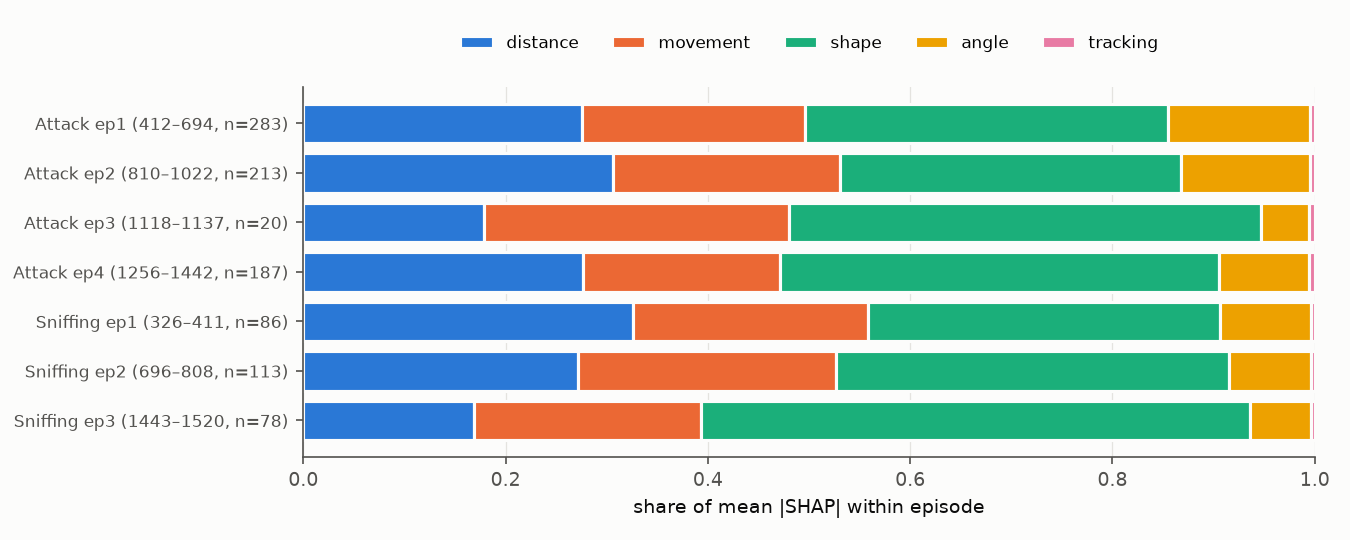 distance movement shape angle tracking
Attack ep1 (412–694, n=283)
Attack ep2 (810–1022, n=213)
Attack ep3 (1118–1137, n=20)
Attack ep4 (1256–1442, n=187)
Sniffing ep1 (326–411, n=86)
Sniffing ep2 (696–808, n=113)
Sniffing ep3 (1443–1520, n=78)
0.0 0.2 0.4 0.6 0.8 1.0
share of mean |SHAP| within episode